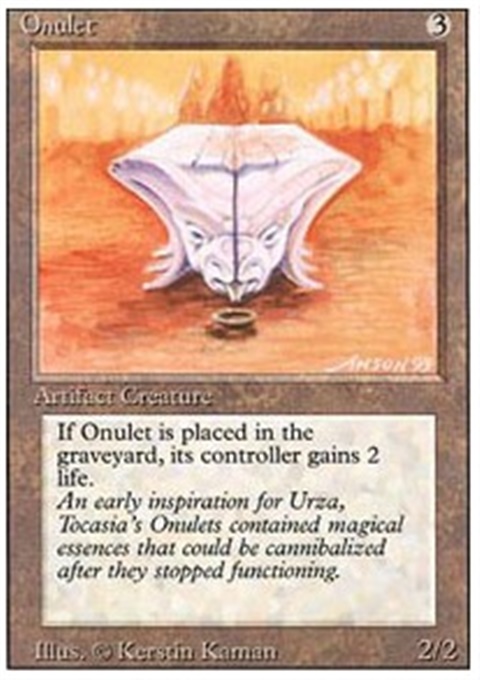 Onulet 3
Anson 93
Artifact Creature
If Onulet is placed in the
graveyard, its controller gains 2
life.
An early inspiration for Urza,
Tocasia's Onulets contained magical
essences that could be cannibalized
after they stopped functioning.
Illus. © Kerstin Kaman 2/2